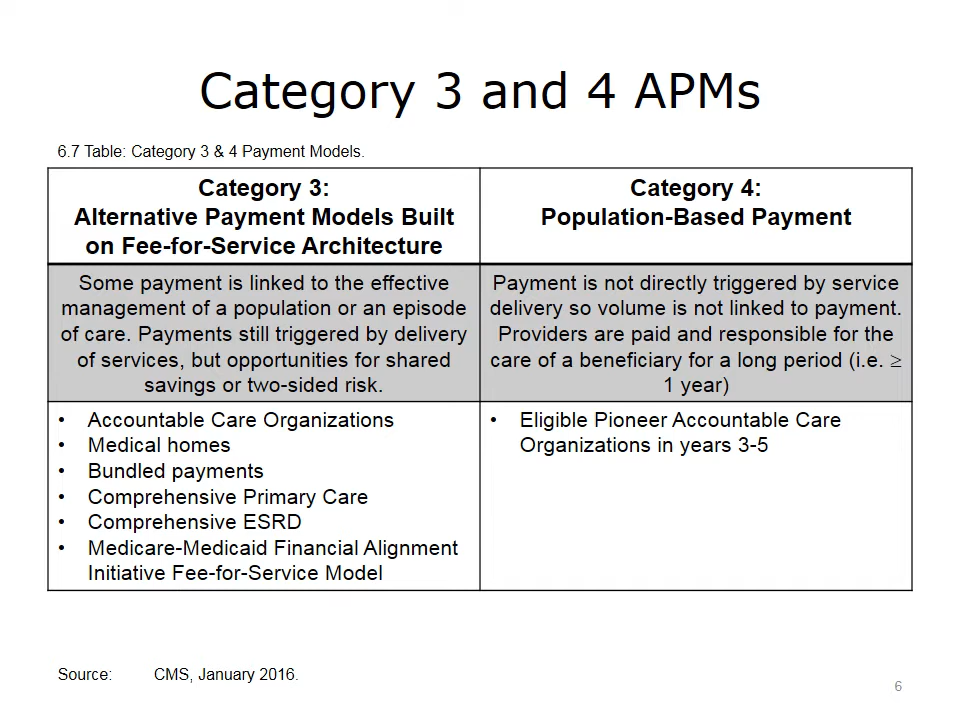 Category 3 and 4 APMs
6.7 Table: Category 3 & 4 Payment Models.
Category 3:
Alternative Payment Models Built
on Fee-for-Service Architecture
Category 4:
Population-Based Payment
Some payment is linked to the effective
management of a population or an episode
of care. Payments still triggered by delivery
of services, but opportunities for shared
savings or two-sided risk.
Payment is not directly triggered by service
delivery so volume is not linked to payment.
Providers are paid and responsible for the
care of a beneficiary for a long period (i.e. ≥
1 year)
• Accountable Care Organizations
• Medical homes
• Bundled payments
• Comprehensive Primary Care
• Comprehensive ESRD
• Medicare-Medicaid Financial Alignment
Initiative Fee-for-Service Model
• Eligible Pioneer Accountable Care
Organizations in years 3-5
Source: CMS, January 2016.
6